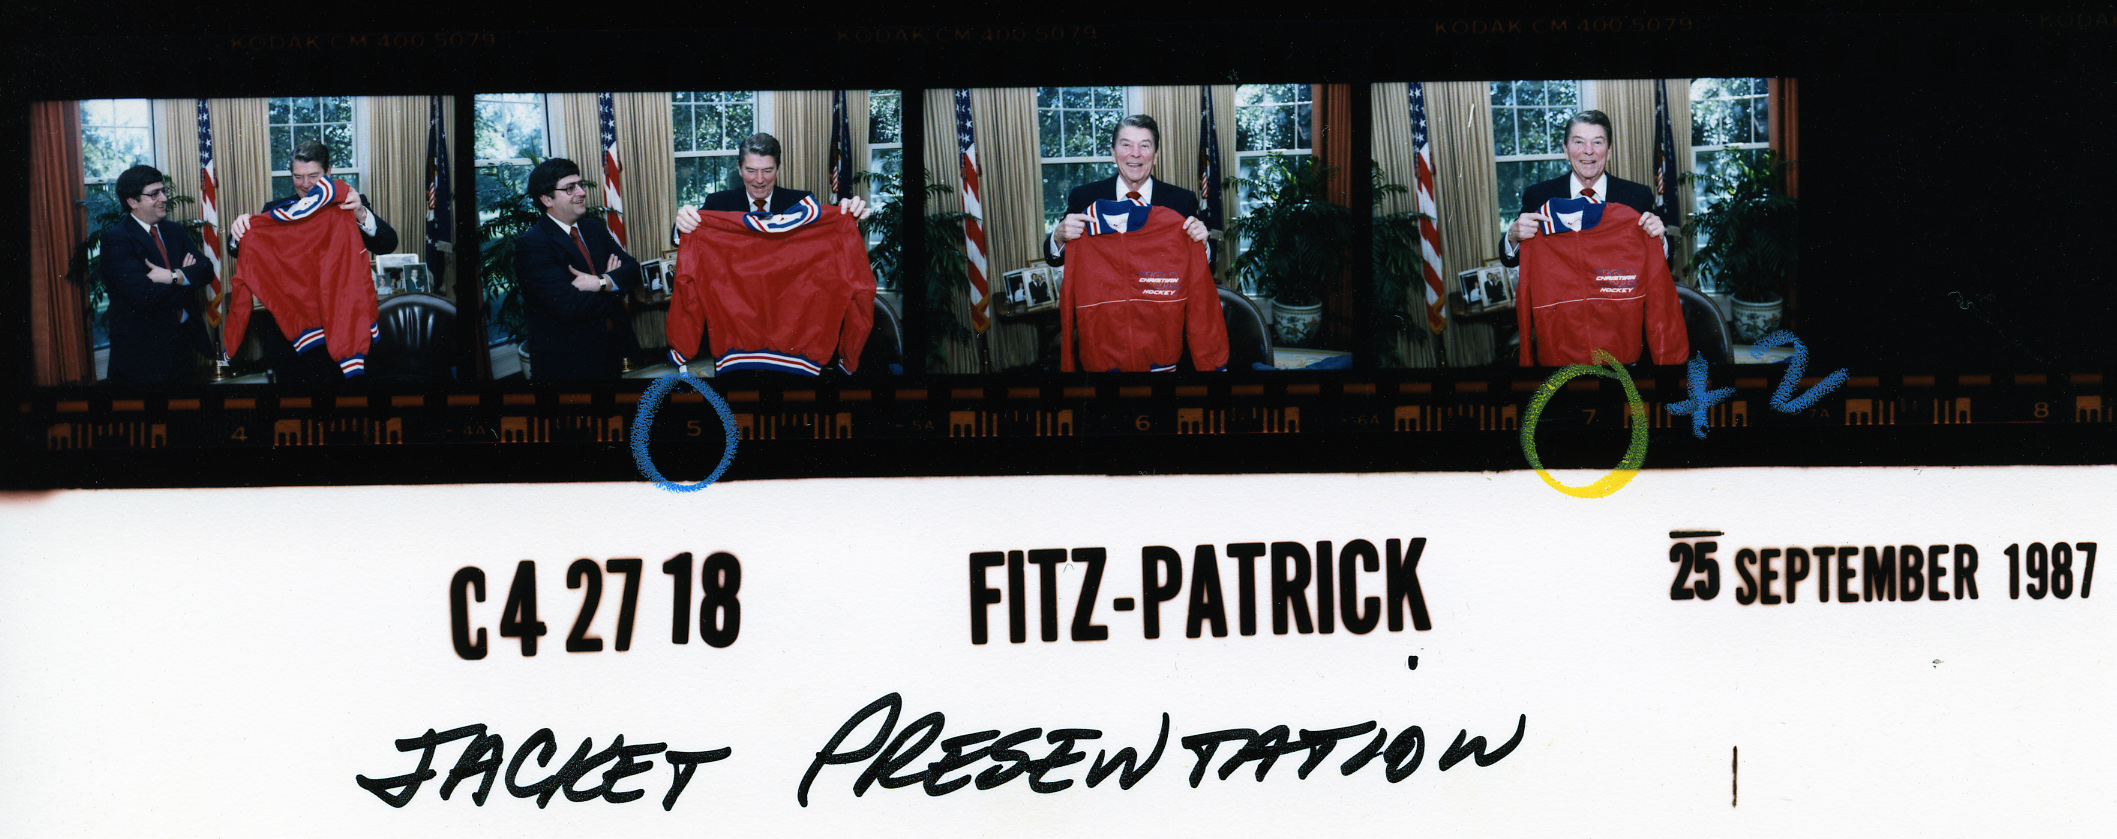 KODAK CM 400 5079 KODAK CM 400 5079 KODAK CM 400 5079 KODA
CHRISTIAN
HOCKEY
CHRISTIAN
HOCKEY
4 4A 5 5A 6 6A 7 7A 8
+2
C4 27 18 FITZ-PATRICK 25 SEPTEMBER 1987
JACKET PRESENTATION